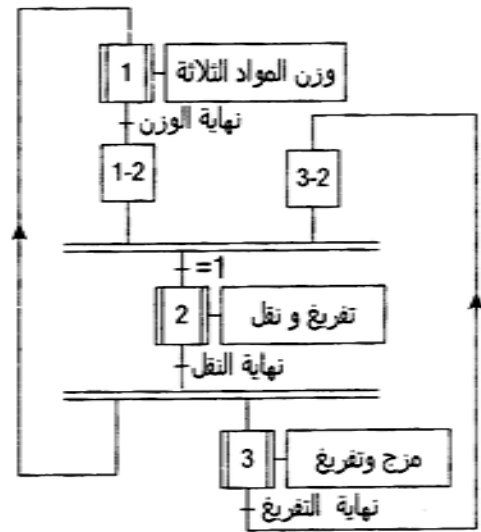 1
وزن المواد الثلاثة
نهاية الوزن
1-2
3-2
=1
2
تفريغ و نقل
نهاية النقل
3
مزج وتفريغ
نهاية التفريغ